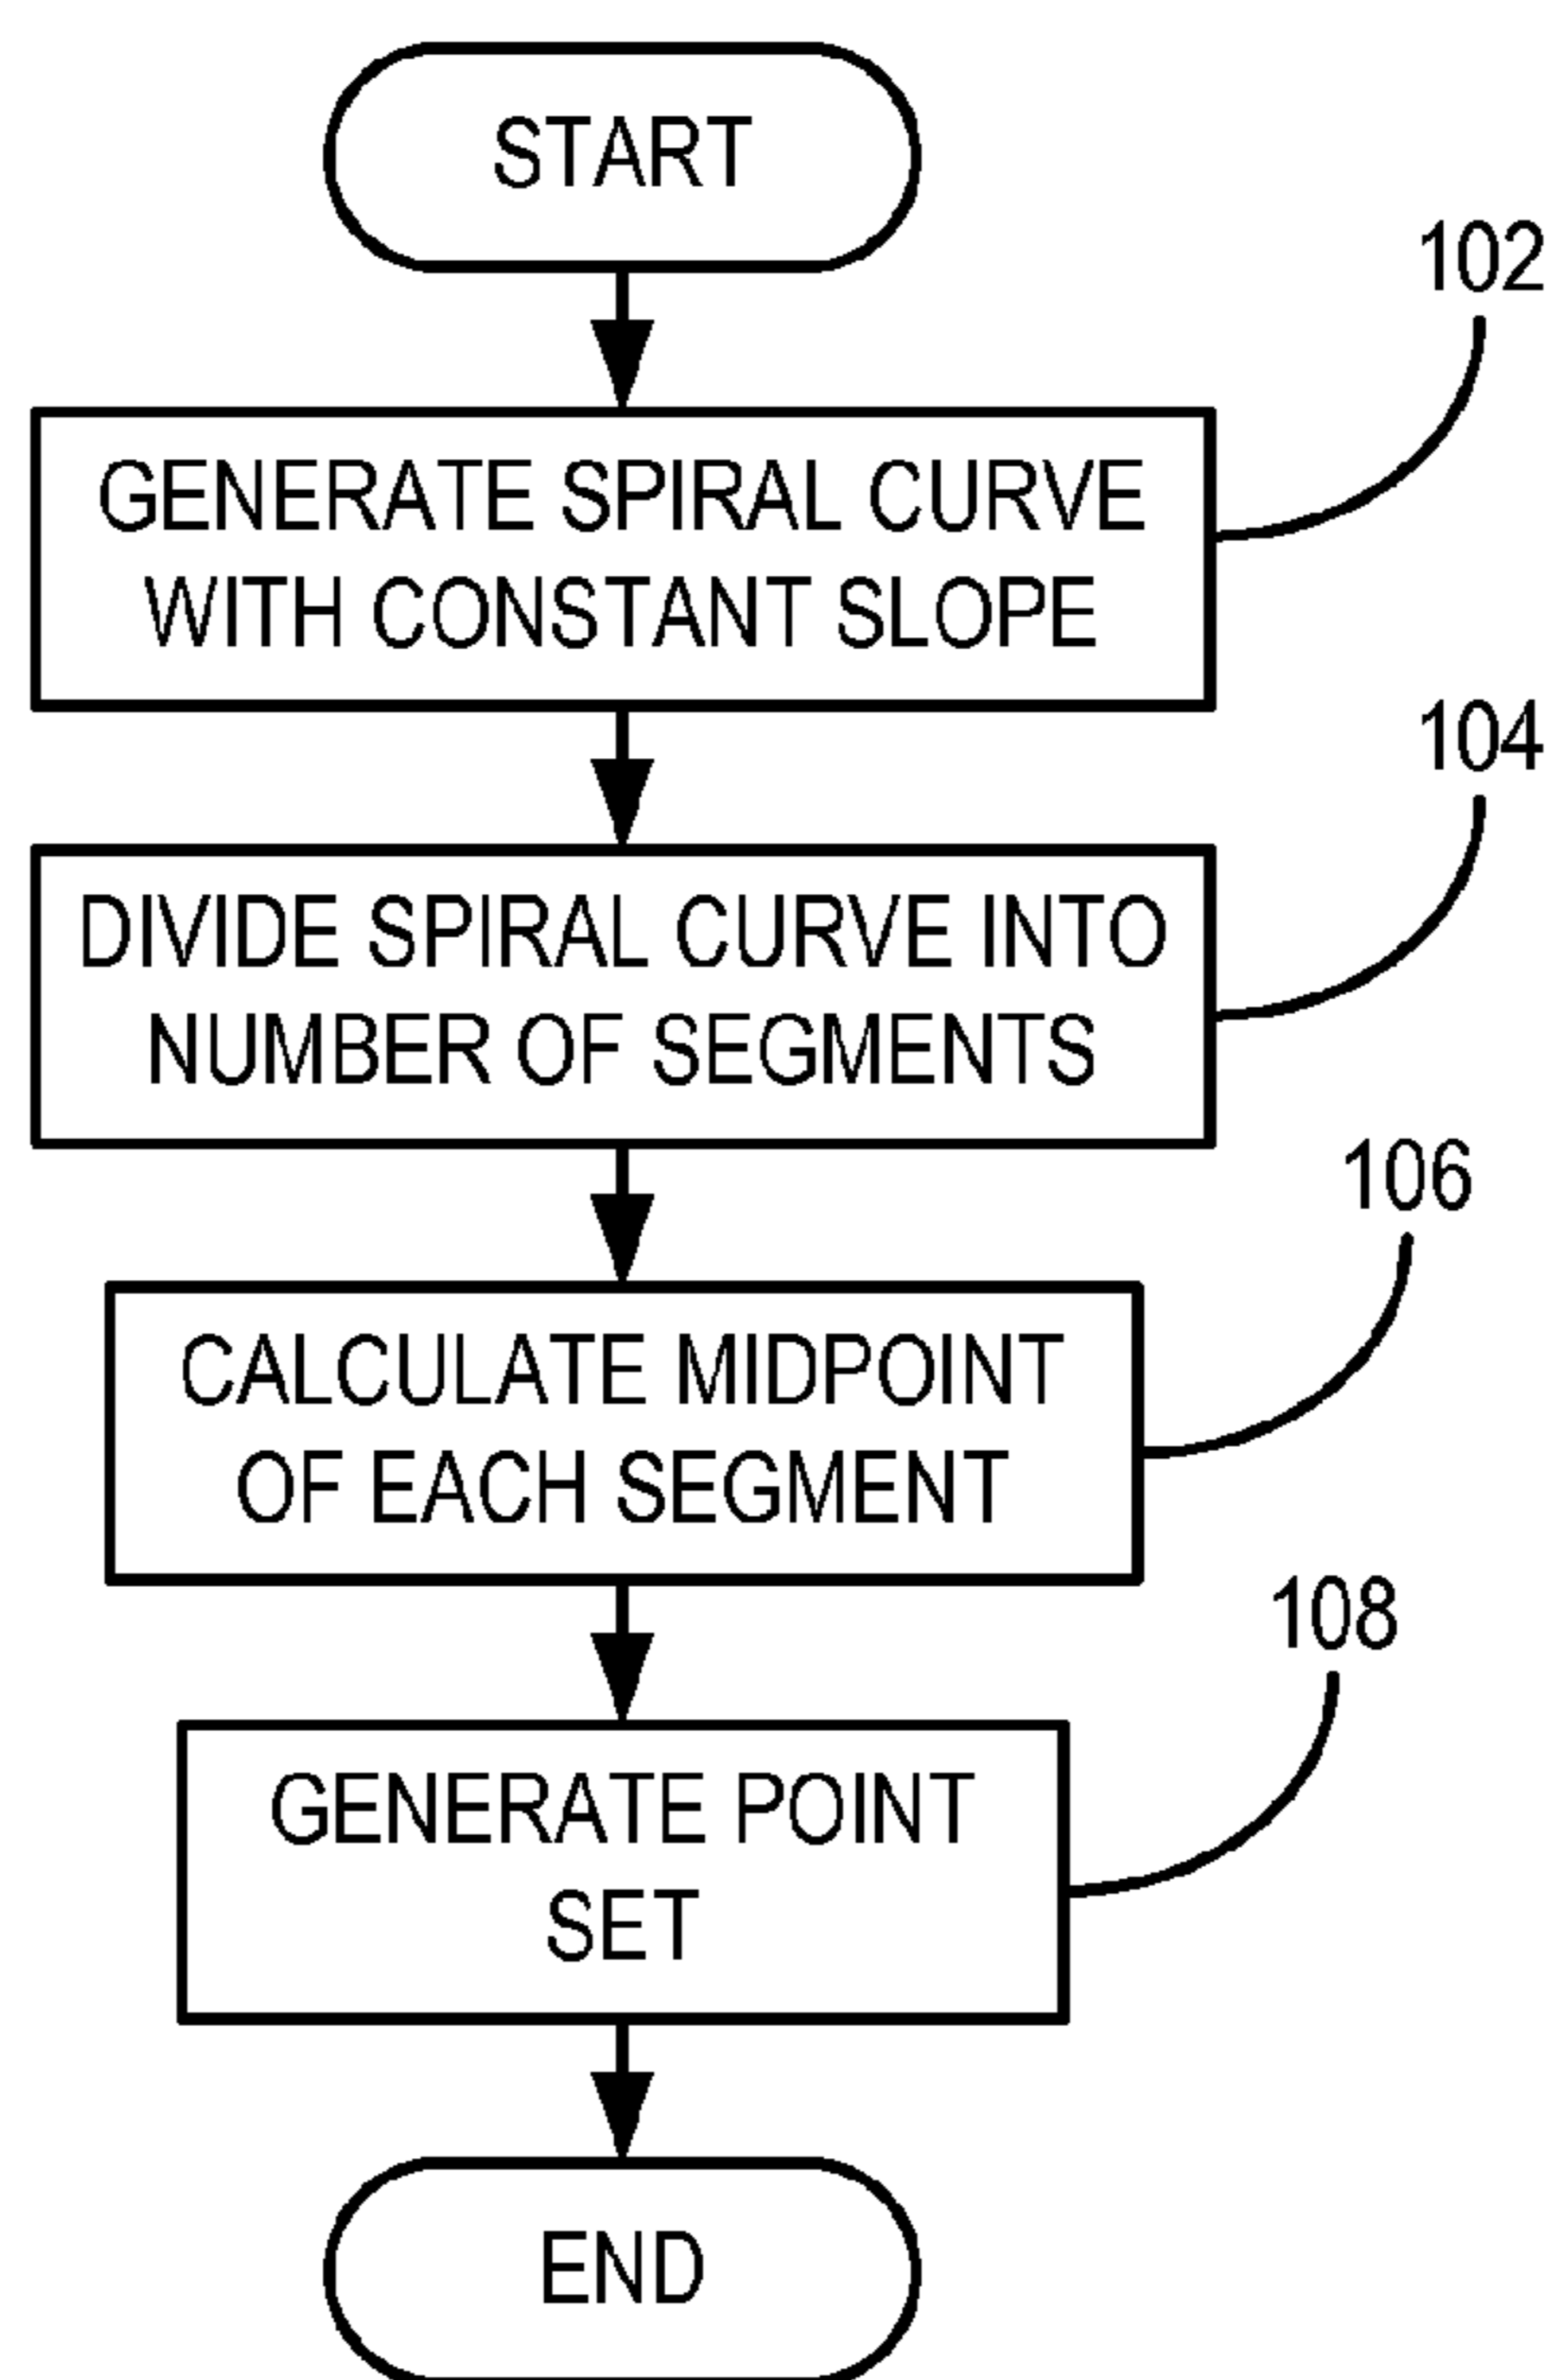 START
102
GENERATE SPIRAL CURVE
WITH CONSTANT SLOPE
104
DIVIDE SPIRAL CURVE INTO
NUMBER OF SEGMENTS
106
CALCULATE MIDPOINT
OF EACH SEGMENT
108
GENERATE POINT
SET
END